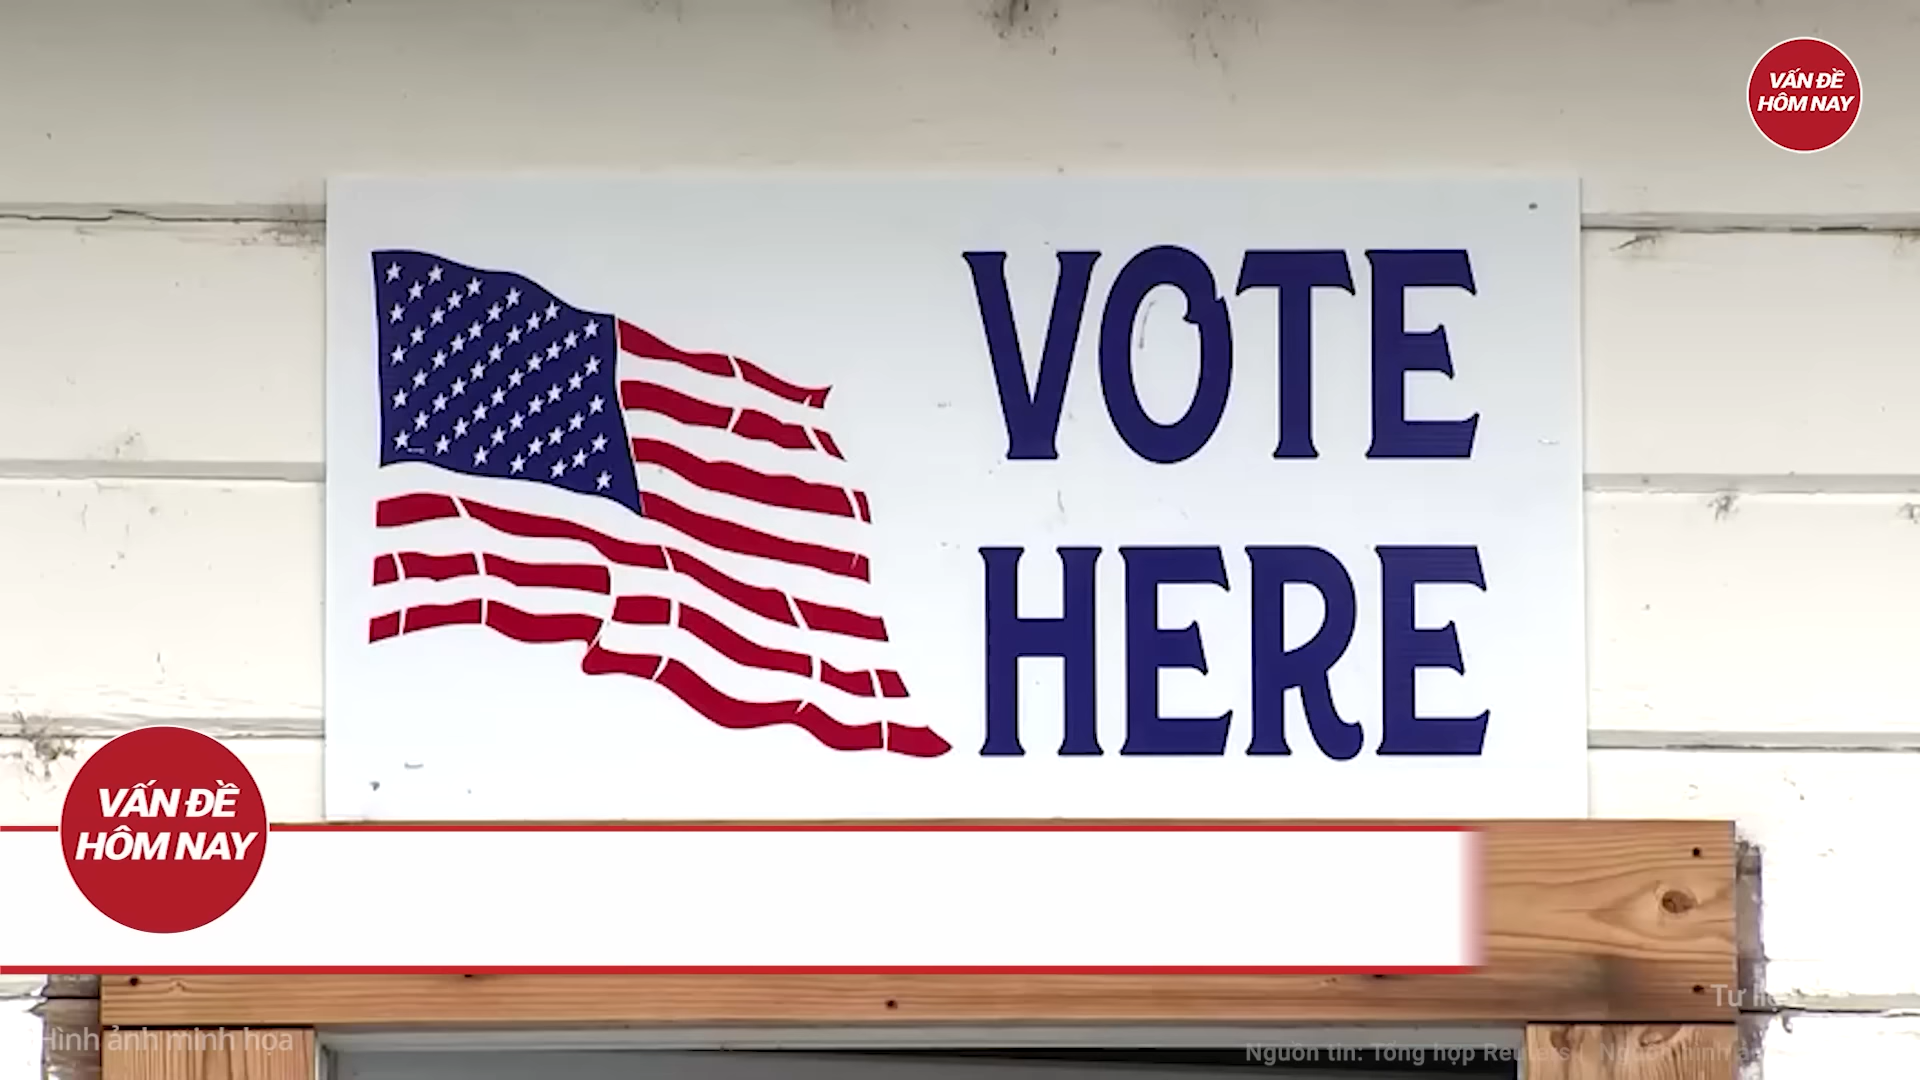 VẤN ĐỀ
HÔM NAY
VOTE
HERE
VẤN ĐỀ
HÔM NAY
Tư
Hình ảnh minh họa
Nguồn tin: Tổng hợp Reuters